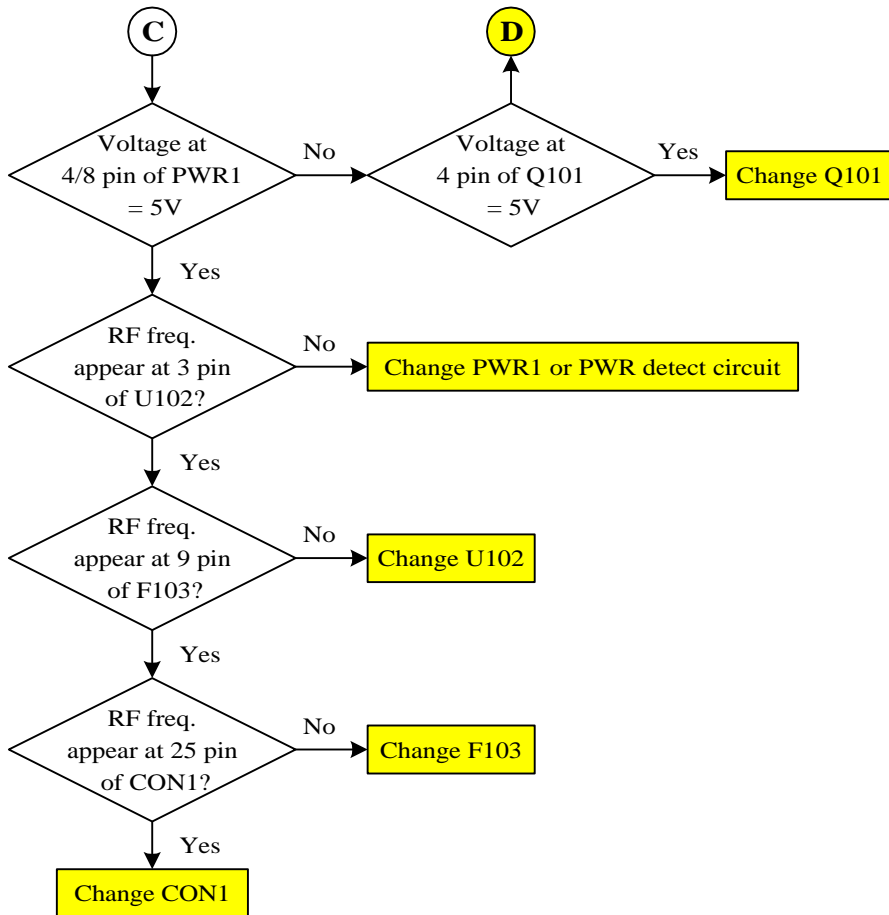 C
D
Voltage at
4/8 pin of PWR1
= 5V
No
Voltage at
4 pin of Q101
= 5V
Yes
Change Q101
Yes
RF freq.
appear at 3 pin
of U102?
No
Change PWR1 or PWR detect circuit
Yes
RF freq.
appear at 9 pin
of F103?
No
Change U102
Yes
RF freq.
appear at 25 pin
of CON1?
No
Change F103
Yes
Change CON1